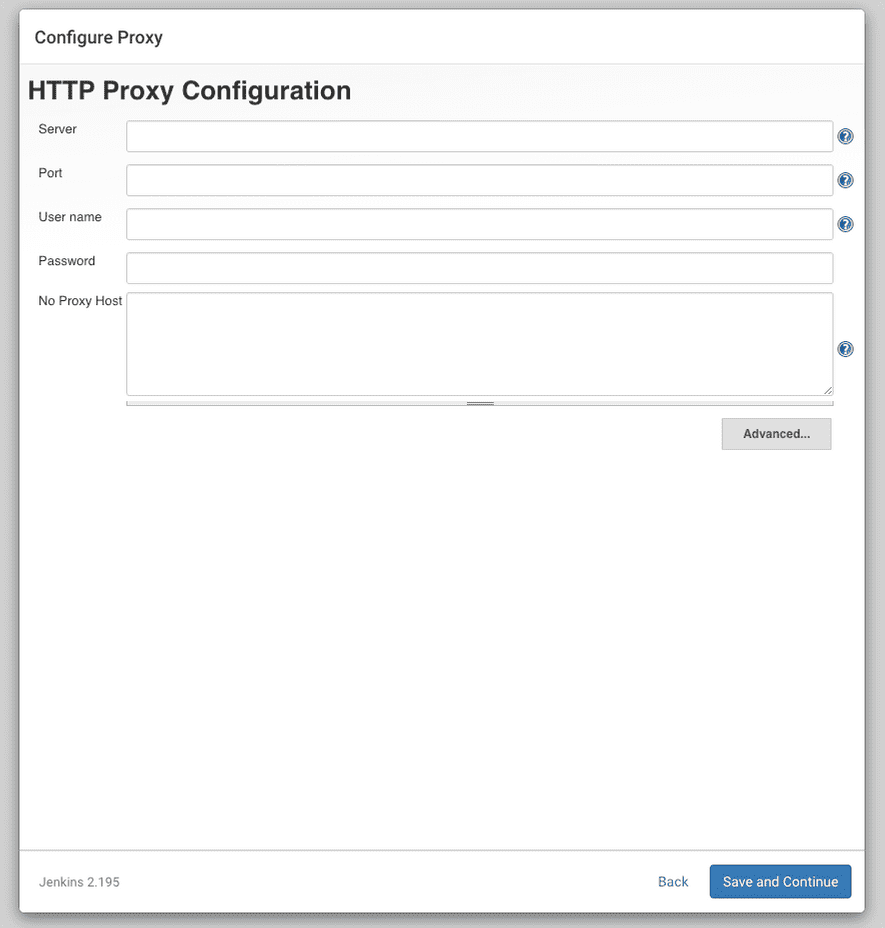 Configure Proxy
HTTP Proxy Configuration
Server
Port
User name
Password
No Proxy Host
Advanced...
Jenkins 2.195
Back
Save and Continue